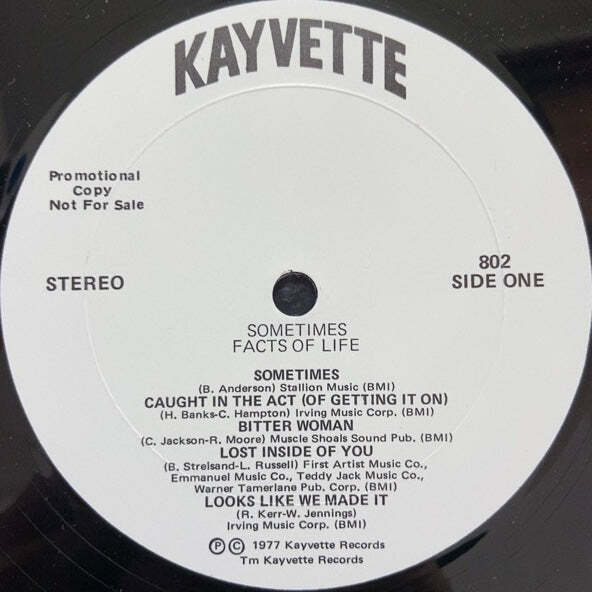 KAYVETTE
Promotional
Copy
Not For Sale
STEREO
802
SIDE ONE
SOMETIMES
FACTS OF LIFE
SOMETIMES
(B. Anderson) Stallion Music (BMI)
CAUGHT IN THE ACT (OF GETTING IT ON)
(H. Banks-C. Hampton) Irving Music Corp. (BMI)
BITTER WOMAN
(C. Jackson-R. Moore) Muscle Shoals Sound Pub. (BMI)
LOST INSIDE OF YOU
(B. Strelsand-L. Russell) First Artist Music Co.,
Emmanuel Music Co., Teddy Jack Music Co.,
Warner Tamerlane Pub. Corp. (BMI)
LOOKS LIKE WE MADE IT
(R. Kerr-W. Jennings)
Irving Music Corp. (BMI)
Ⓟ © 1977 Kayvette Records
Tm Kayvette Records